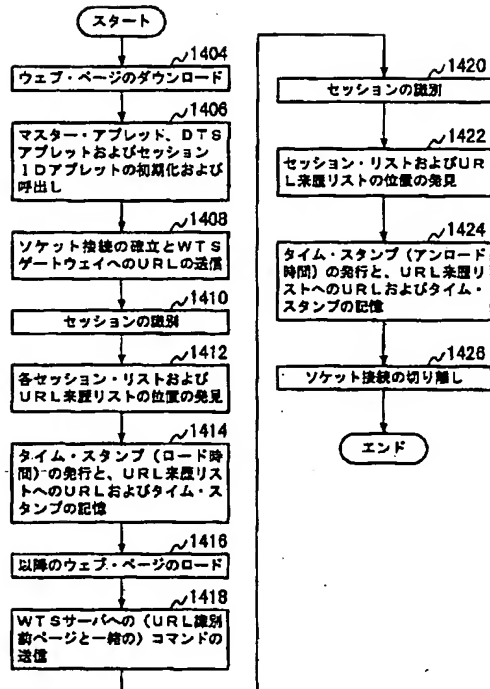 スタート
1404
ウェブ・ページのダウンロード
1406
マスター・アプレッド、DTS
アプレットおよびセッション
IDアプレットの初期化および
呼出し
1408
ソケット接続の確立とWTS
ゲートウェイへのURLの送信
1410
セッションの識別
1412
各セッション・リストおよび
URL来歴リストの位置の発見
1414
タイム・スタンプ(ロード時
間)の発行と、URL来歴リス
トへのURLおよびタイム・ス
タンプの記憶
1416
以降のウェブ・ページのロード
1418
WTSサーバへの(URL識別
前ページと一緒の)コマンドの
送信
1420
セッションの識別
1422
セッション・リストおよびUR
L来歴リストの位置の発見
1424
タイム・スタンプ(アンロード
時間)の発行と、URL来歴リ
ストへのURLおよびタイム・
スタンプの記憶
1426
ソケット接続の切り離し
エンド